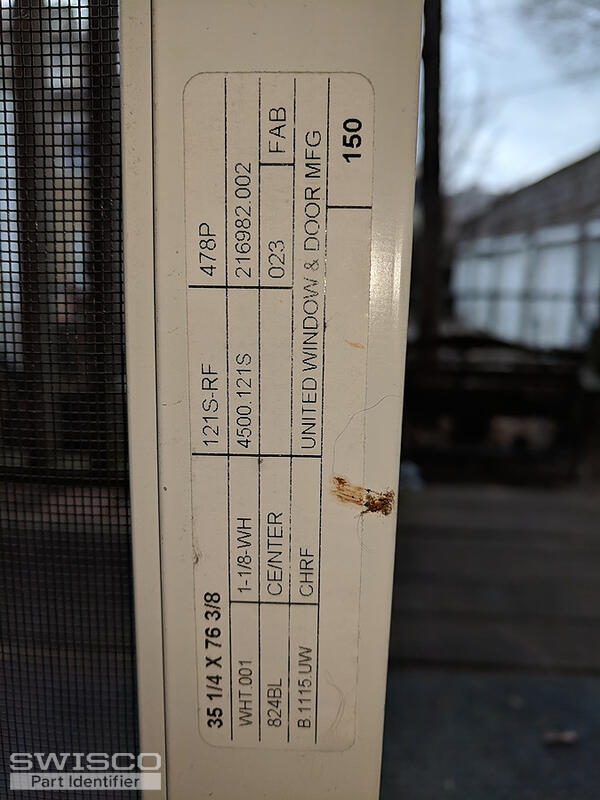 35 1/4 X 76 3/8 121S-RF 478P
WHT.001 1-1/8-WH 4500.121S 216982.002
824BL CE/NTER 023 FAB
B.1115.UW CHRF UNITED WINDOW & DOOR MFG
150
SWISCO
Part Identifier